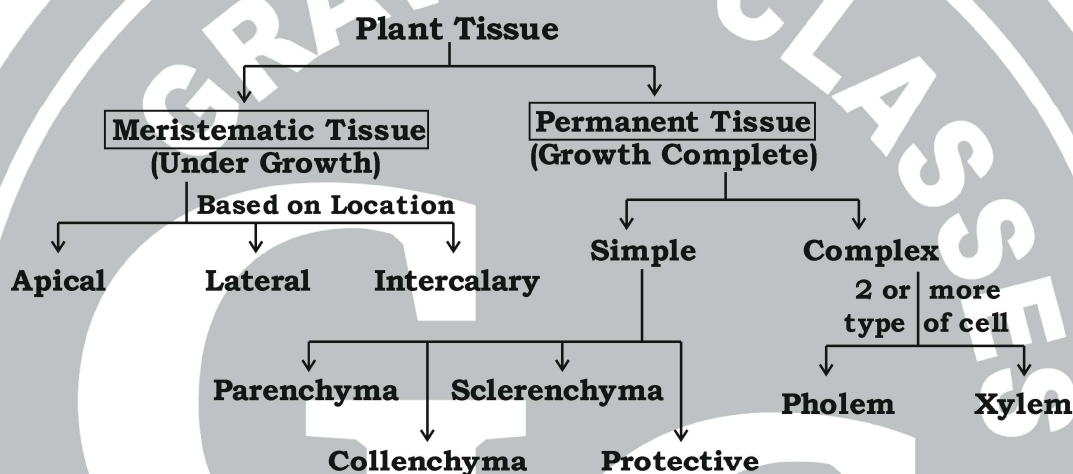 Plant Tissue
Meristematic Tissue
(Under Growth)
Permanent Tissue
(Growth Complete)
Based on Location
Apical
Lateral
Intercalary
Simple
Complex
2 or more
type of cell
Parenchyma
Sclerenchyma
Collenchyma
Protective
Pholem
Xylem
CLASSES